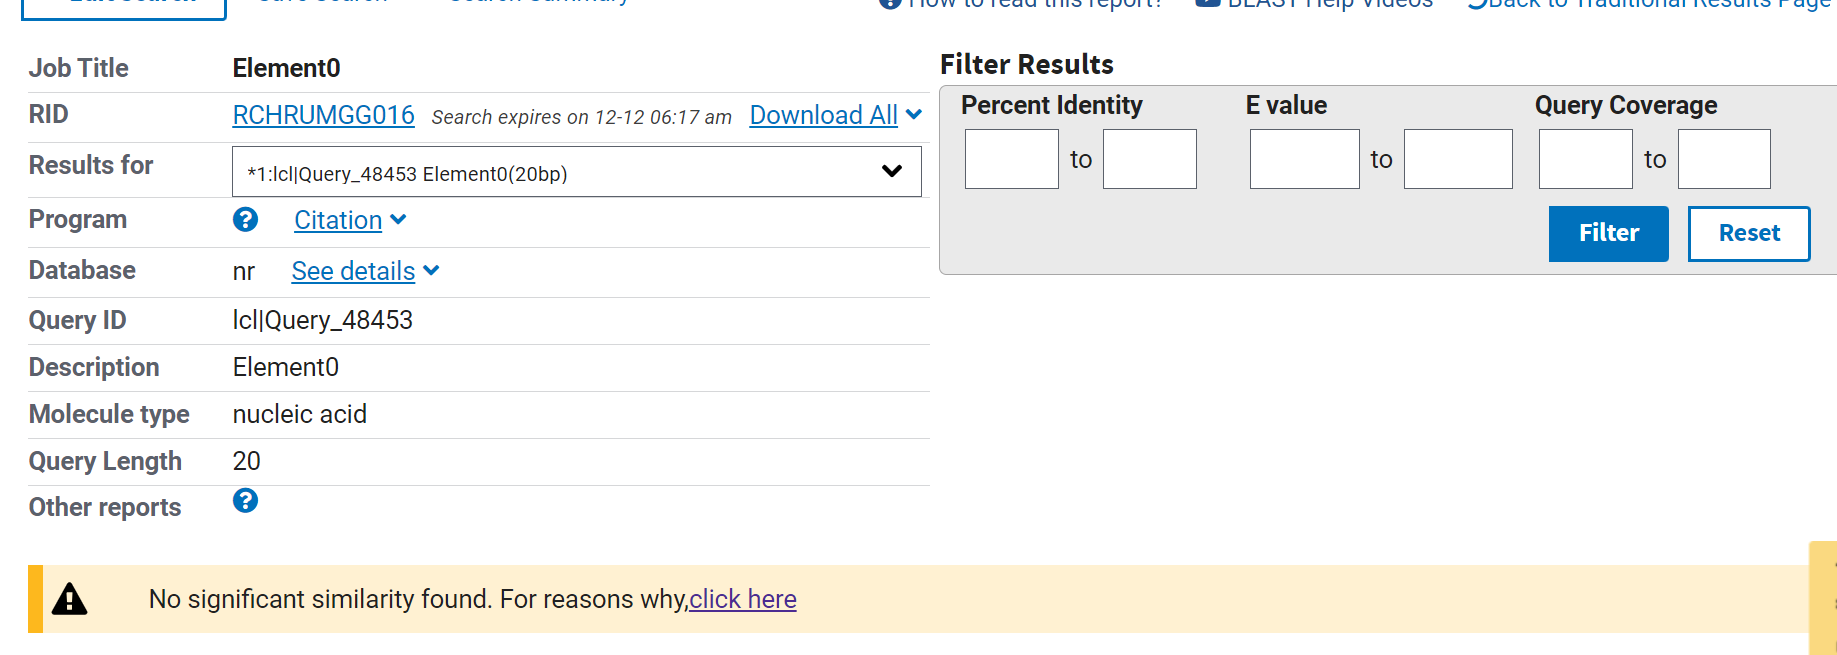 Edit Search Save Search Search Summary How to read this report? BLAST Help Videos Back to Traditional Results Page
Job Title Element0
RID RCHRUMGG016 Search expires on 12-12 06:17 am Download All
Results for *1:lcl|Query_48453 Element0(20bp)
Program Citation
Database nr See details
Query ID lcl|Query_48453
Description Element0
Molecule type nucleic acid
Query Length 20
Other reports
Filter Results
Percent Identity E value Query Coverage
to to to
Filter Reset
No significant similarity found. For reasons why,click here